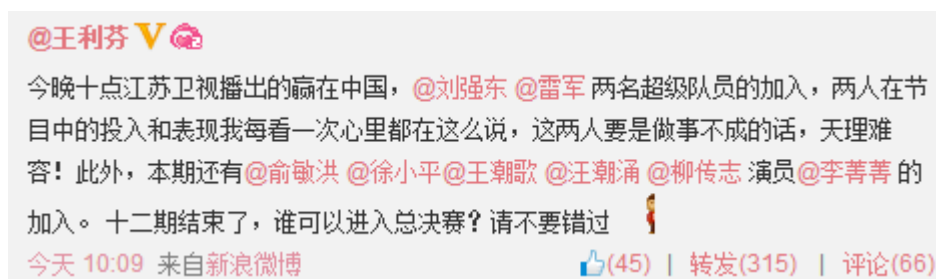 @王利芬
今晚十点江苏卫视播出的赢在中国，@刘强东 @雷军 两名超级队员的加入，两人在节
目中的投入和表现我每看一次心里都在这么说，这两人要是做事不成的话，天理难
容！此外，本期还有@俞敏洪 @徐小平@王潮歌 @汪潮涌 @柳传志 演员@李菁菁 的
加入。 十二期结束了，谁可以进入总决赛？请不要错过
今天 10:09 来自新浪微博 (45) | 转发(315) | 评论(66)